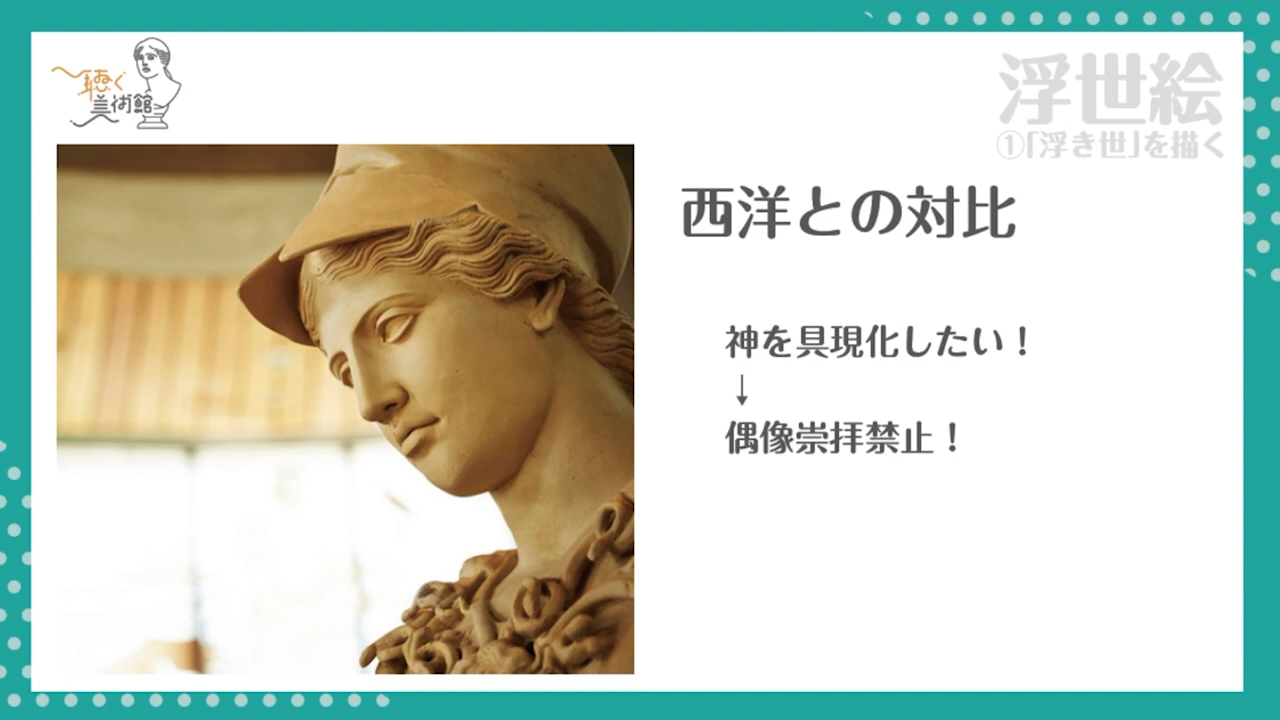 聴く
美術館
浮世絵
①「浮き世」を描く
西洋との対比
神を具現化したい！
↓
偶像崇拝禁止！